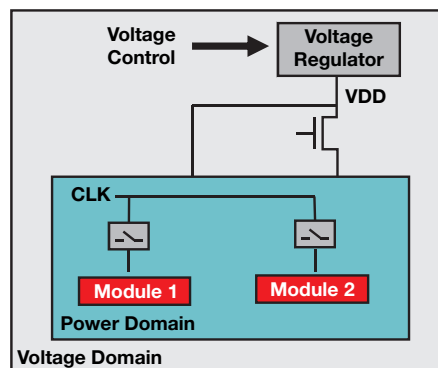 Voltage
Control
Voltage
Regulator
VDD
CLK
Module 1
Module 2
Power Domain
Voltage Domain